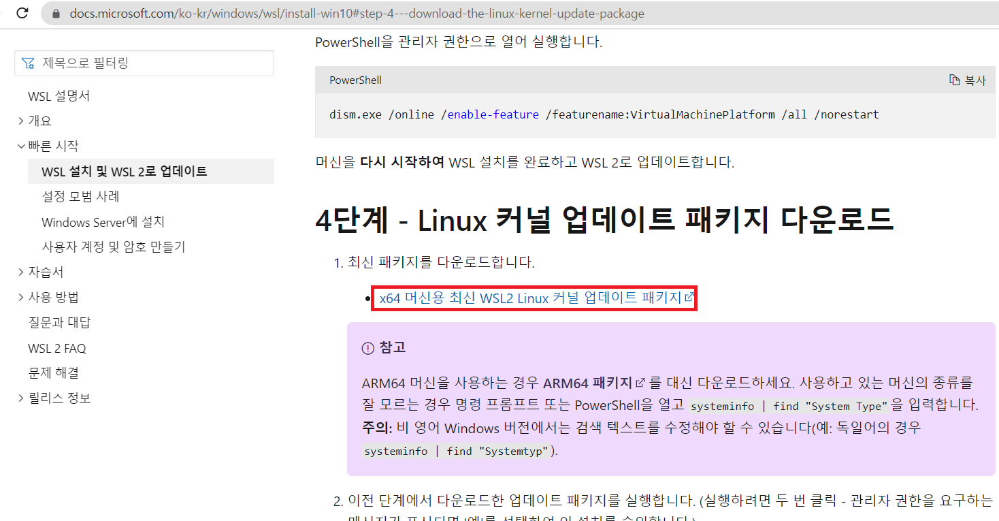 docs.microsoft.com/ko-kr/windows/wsl/install-win10#step-4---download-the-linux-kernel-update-package
제목으로 필터링
WSL 설명서
개요
빠른 시작
WSL 설치 및 WSL 2로 업데이트
설정 모범 사례
Windows Server에 설치
사용자 계정 및 암호 만들기
자습서
사용 방법
질문과 대답
WSL 2 FAQ
문제 해결
릴리스 정보
PowerShell을 관리자 권한으로 열어 실행합니다.
PowerShell 복사
dism.exe /online /enable-feature /featurename:VirtualMachinePlatform /all /norestart
머신을 다시 시작하여 WSL 설치를 완료하고 WSL 2로 업데이트합니다.
4단계 - Linux 커널 업데이트 패키지 다운로드
1. 최신 패키지를 다운로드합니다.
• x64 머신용 최신 WSL2 Linux 커널 업데이트 패키지
참고
ARM64 머신을 사용하는 경우 ARM64 패키지 를 대신 다운로드하세요. 사용하고 있는 머신의 종류를
잘 모르는 경우 명령 프롬프트 또는 PowerShell을 열고 systeminfo | find "System Type" 을 입력합니다.
주의: 비 영어 Windows 버전에서는 검색 텍스트를 수정해야 할 수 있습니다(예: 독일어의 경우
systeminfo | find "Systemtyp" ).
2. 이전 단계에서 다운로드한 업데이트 패키지를 실행합니다. (실행하려면 두 번 클릭 - 관리자 권한을 요구하는